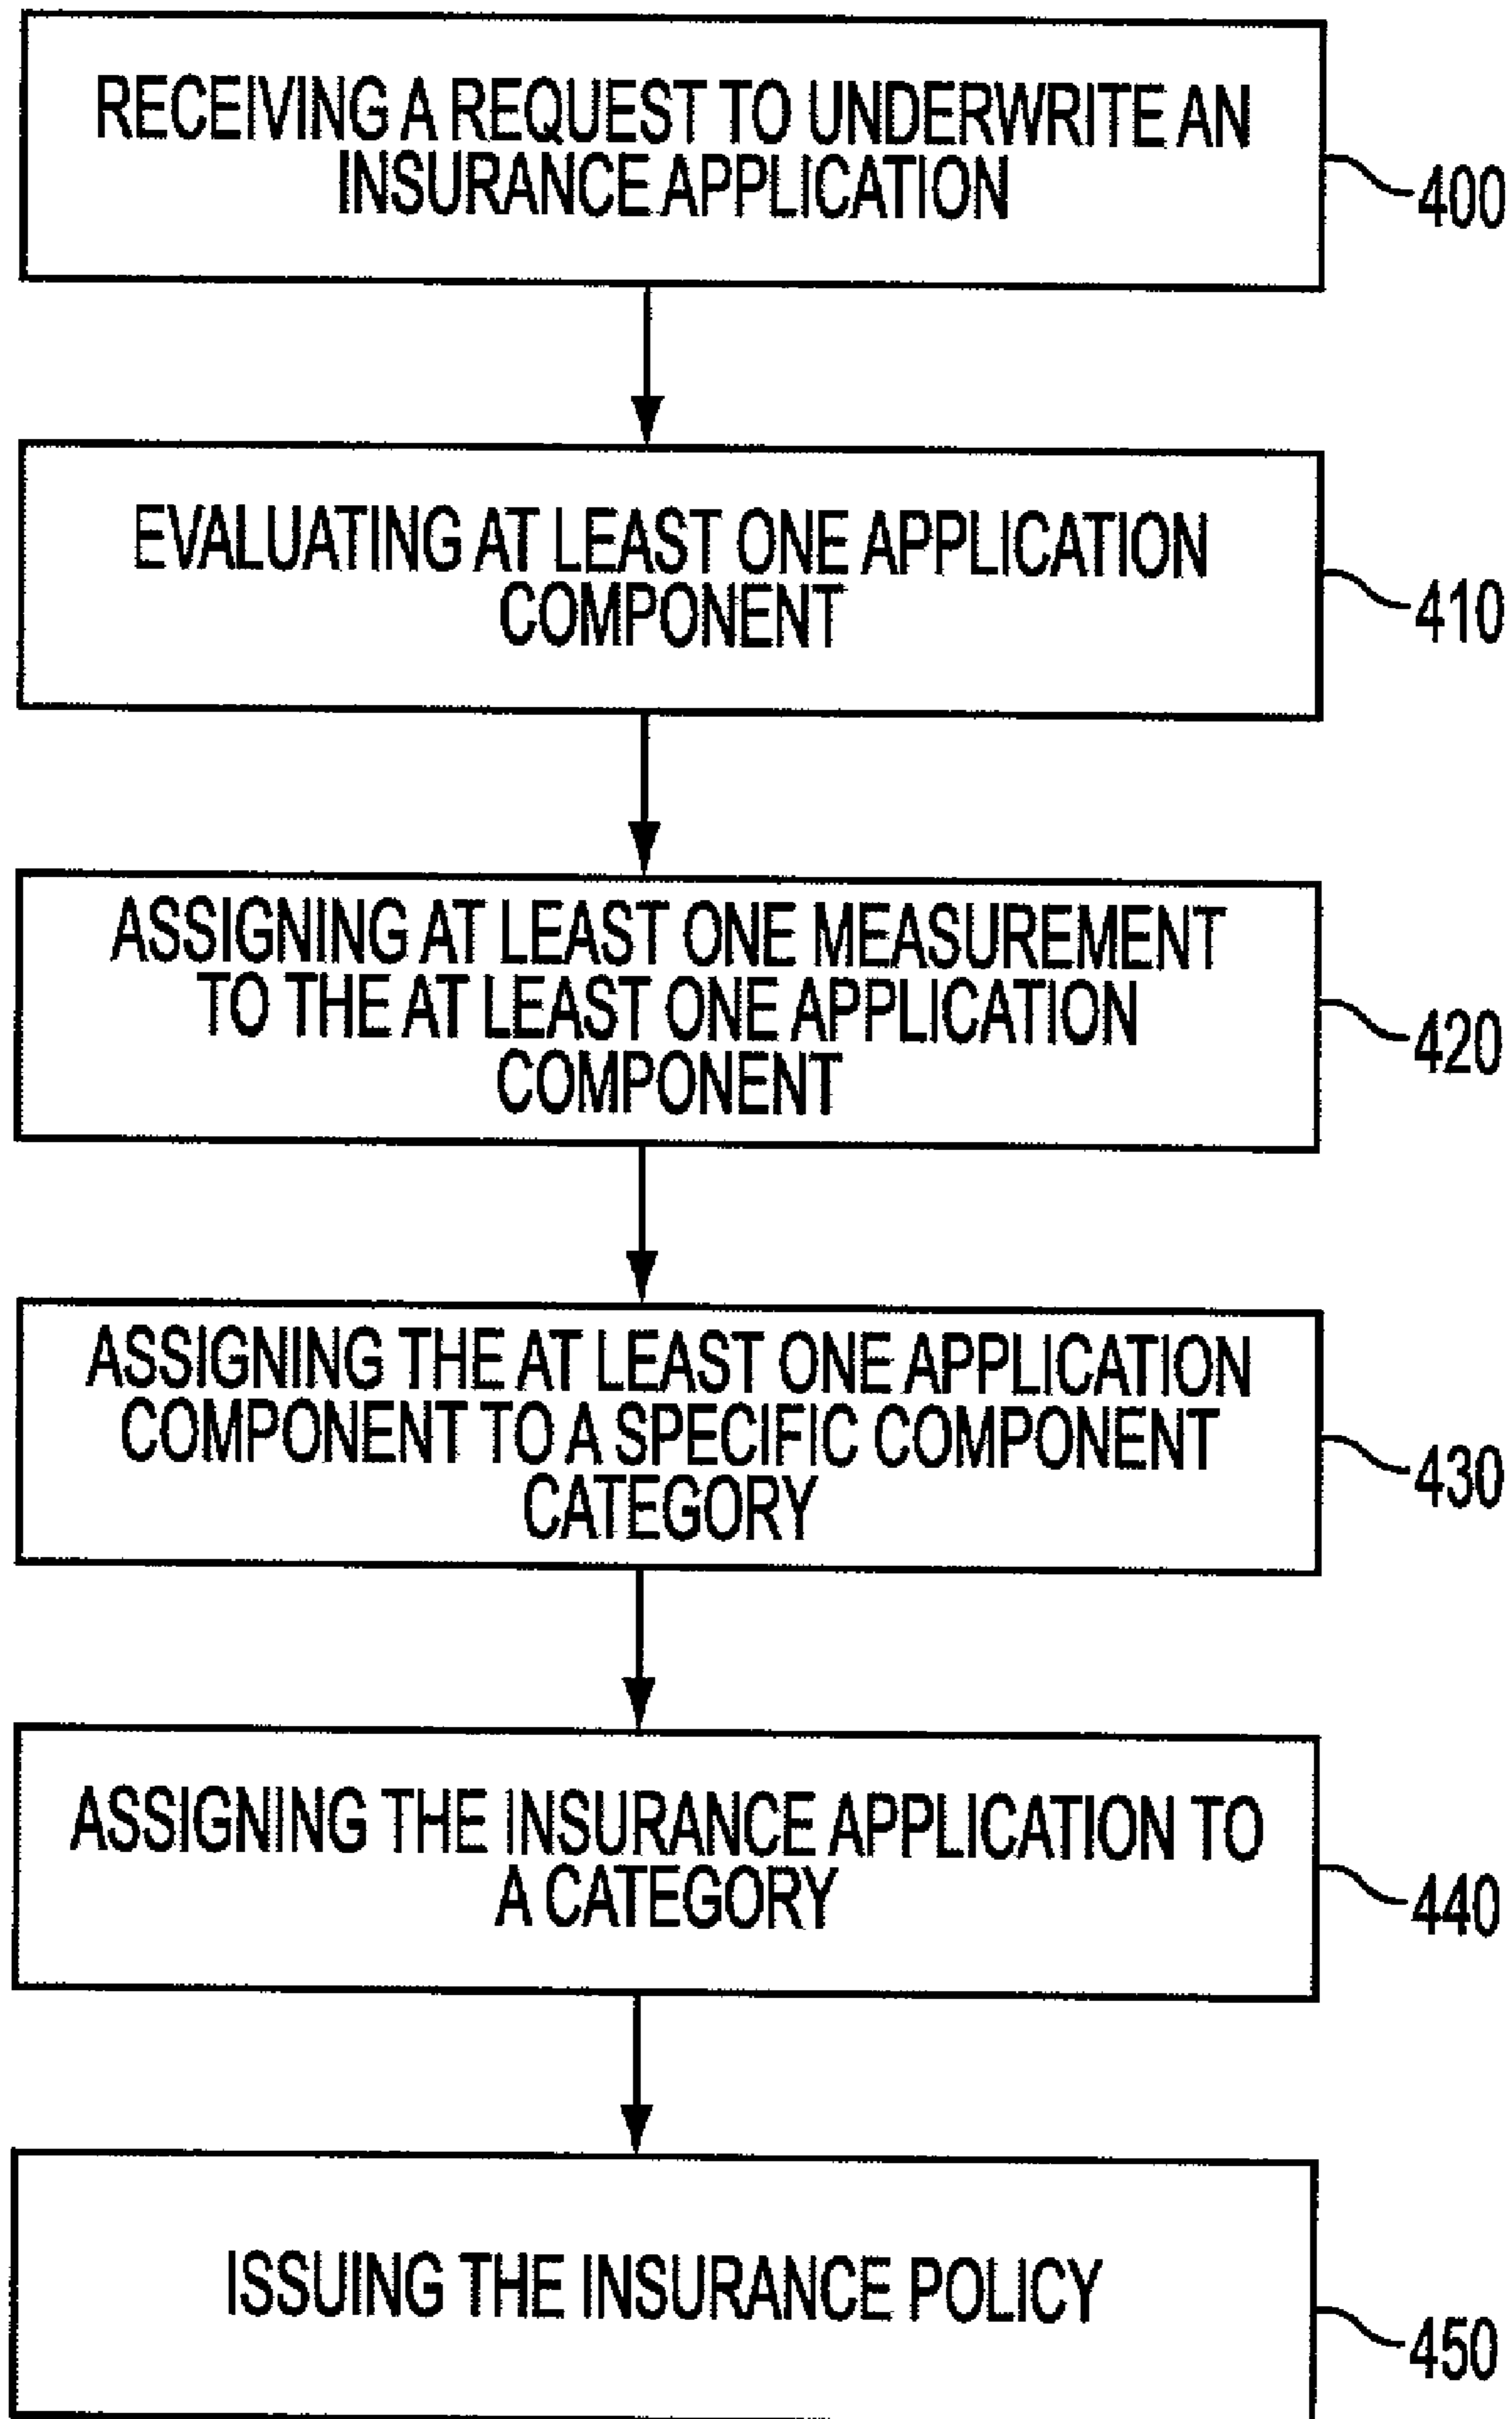 RECEIVING A REQUEST TO UNDERWRITE AN
INSURANCE APPLICATION
400
EVALUATING AT LEAST ONE APPLICATION
COMPONENT
410
ASSIGNING AT LEAST ONE MEASUREMENT
TO THE AT LEAST ONE APPLICATION
COMPONENT
420
ASSIGNING THE AT LEAST ONE APPLICATION
COMPONENT TO A SPECIFIC COMPONENT
CATEGORY
430
ASSIGNING THE INSURANCE APPLICATION TO
A CATEGORY
440
ISSUING THE INSURANCE POLICY
450